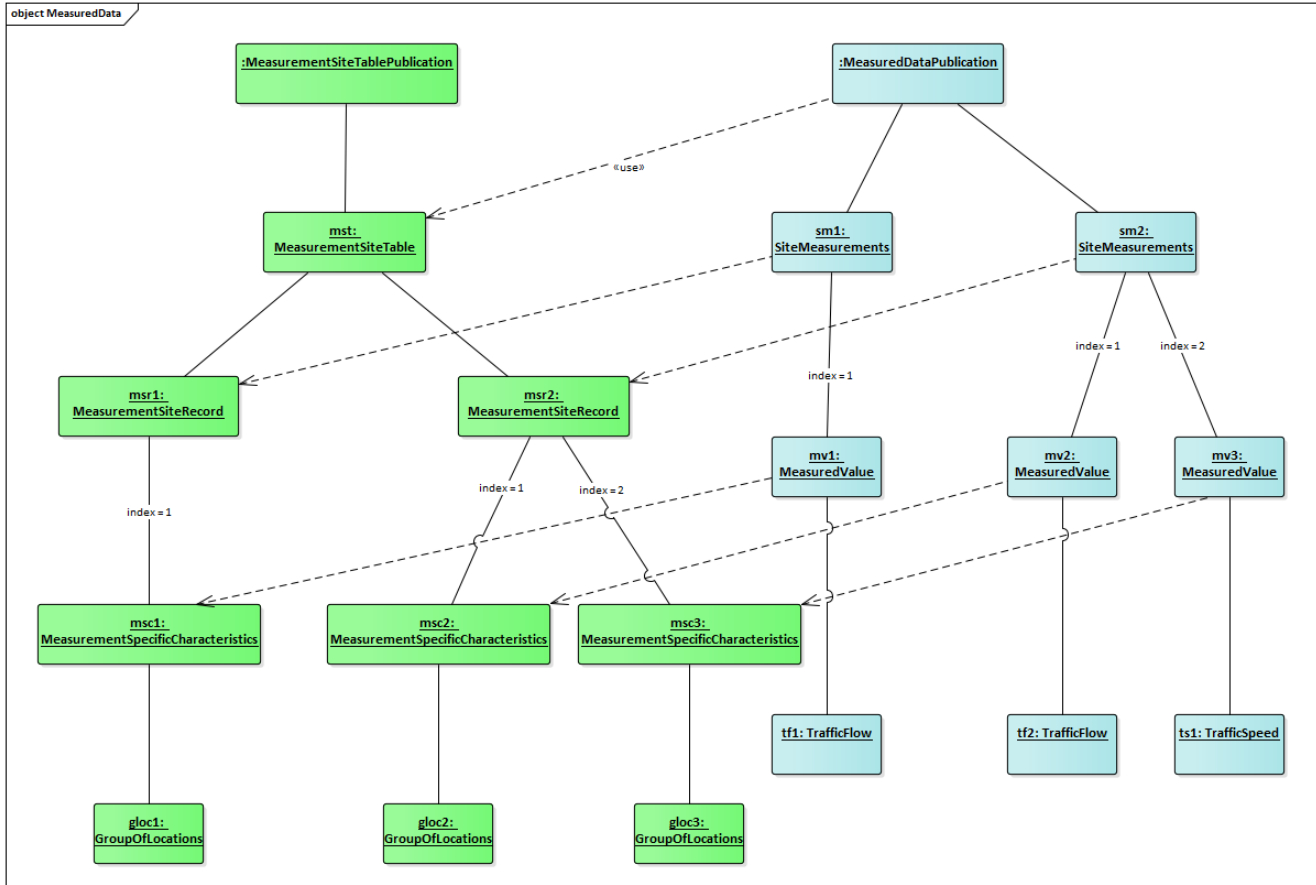 object MeasuredData
:MeasurementSiteTablePublication
:MeasuredDataPublication
«use»
mst:
MeasurementSiteTable
sm1:
SiteMeasurements
sm2:
SiteMeasurements
index = 1
index = 2
index = 1
msr1:
MeasurementSiteRecord
msr2:
MeasurementSiteRecord
mv1:
MeasuredValue
mv2:
MeasuredValue
mv3:
MeasuredValue
index = 1
index = 2
index = 1
msc1:
MeasurementSpecificCharacteristics
msc2:
MeasurementSpecificCharacteristics
msc3:
MeasurementSpecificCharacteristics
tf1: TrafficFlow
tf2: TrafficFlow
ts1: TrafficSpeed
gloc1:
GroupOfLocations
gloc2:
GroupOfLocations
gloc3:
GroupOfLocations